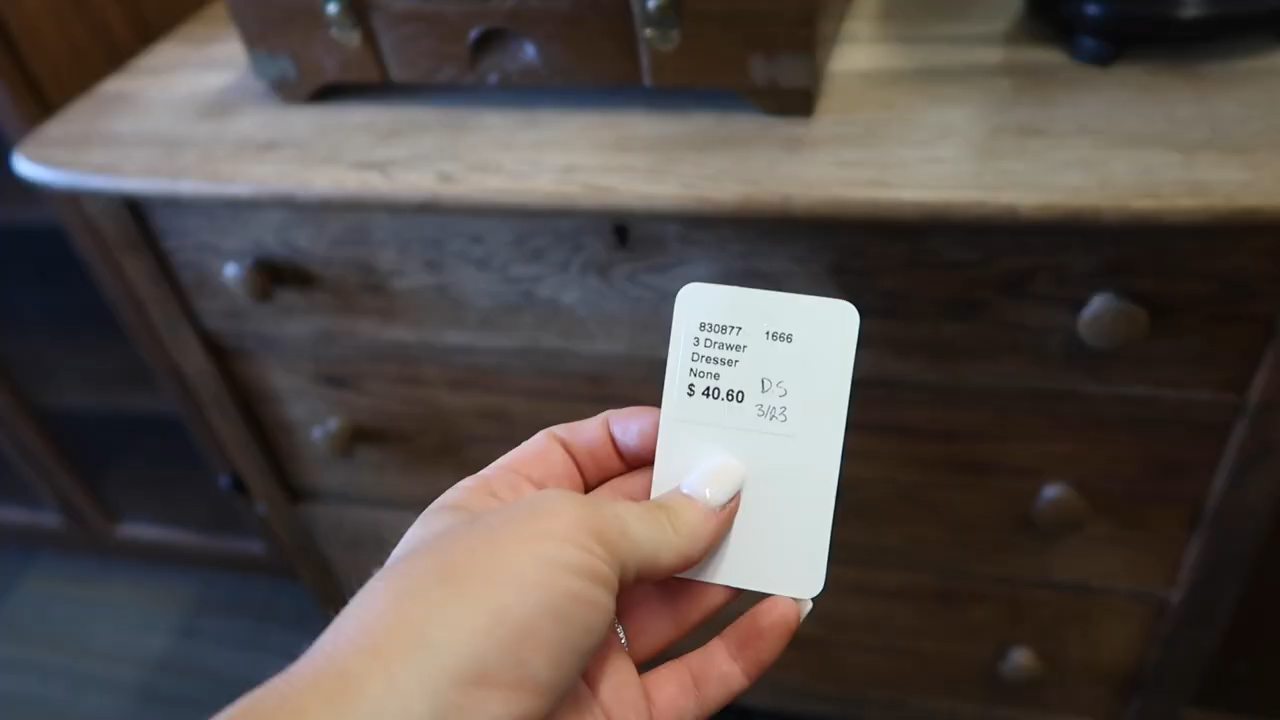 830877 1666
3 Drawer
Dresser
None
$ 40.60 DS
3/23